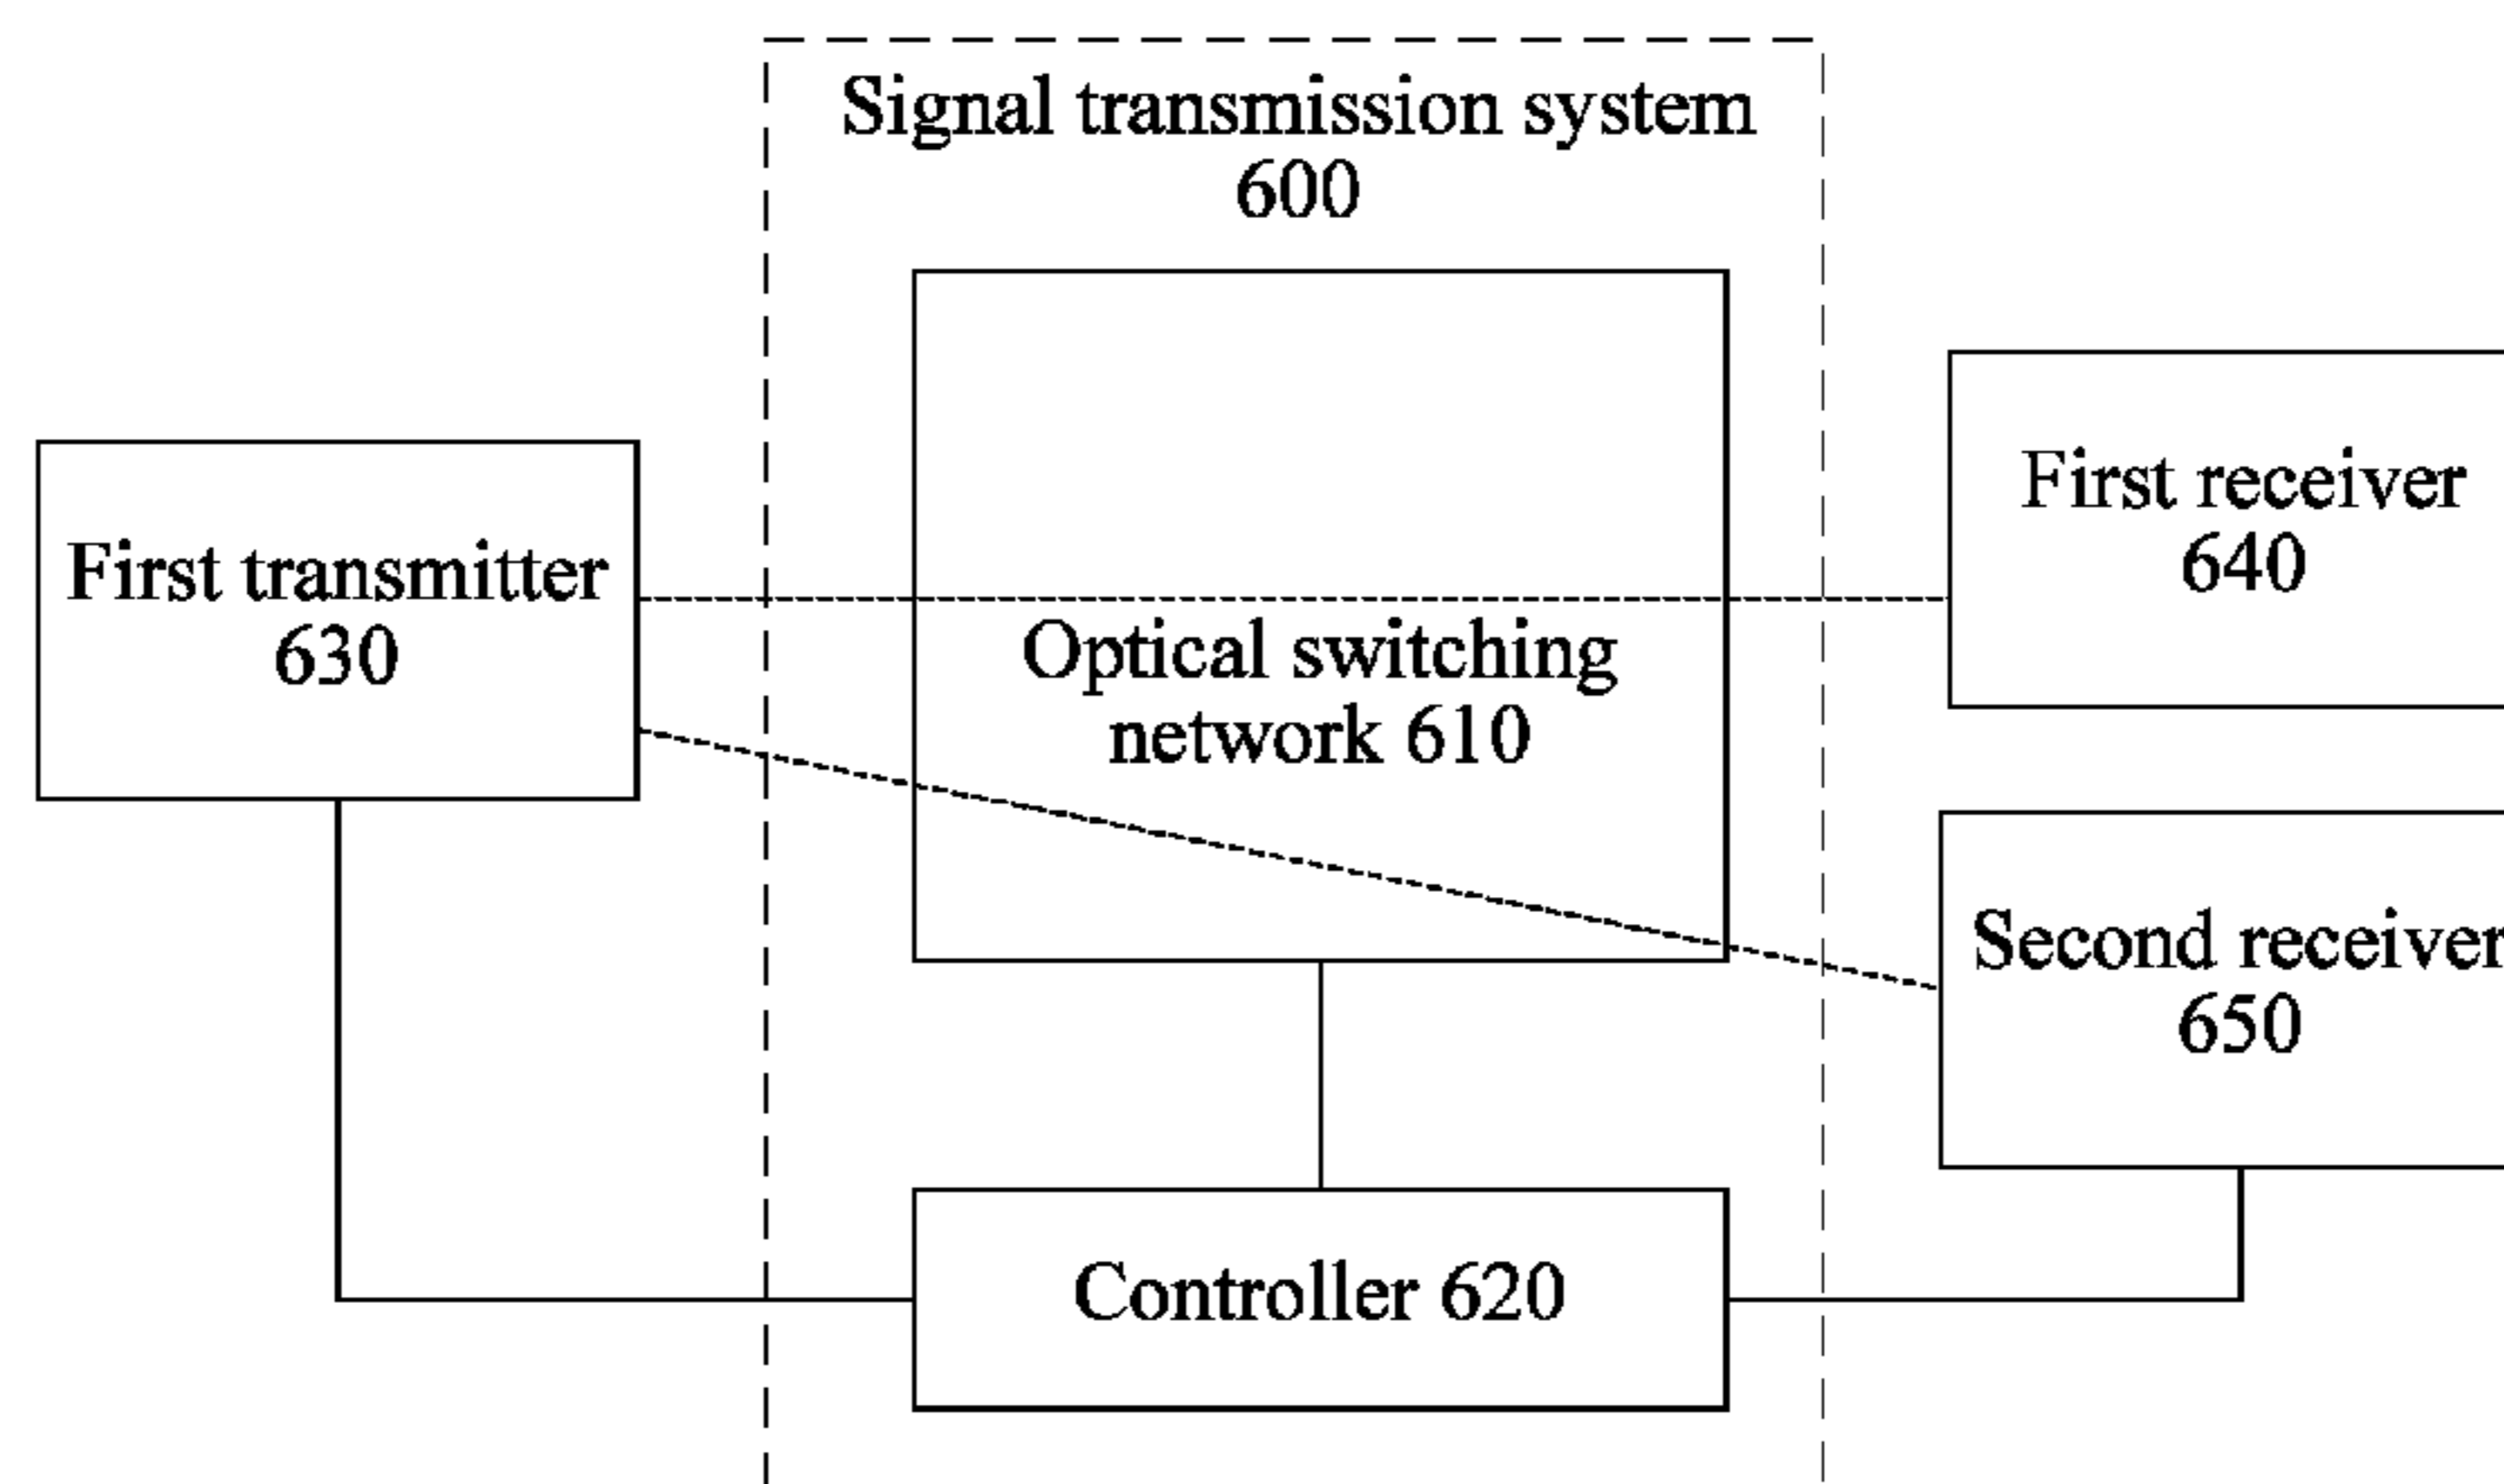 Signal transmission system
600
First transmitter
630
Optical switching
network 610
First receiver
640
Second receiver
650
Controller 620